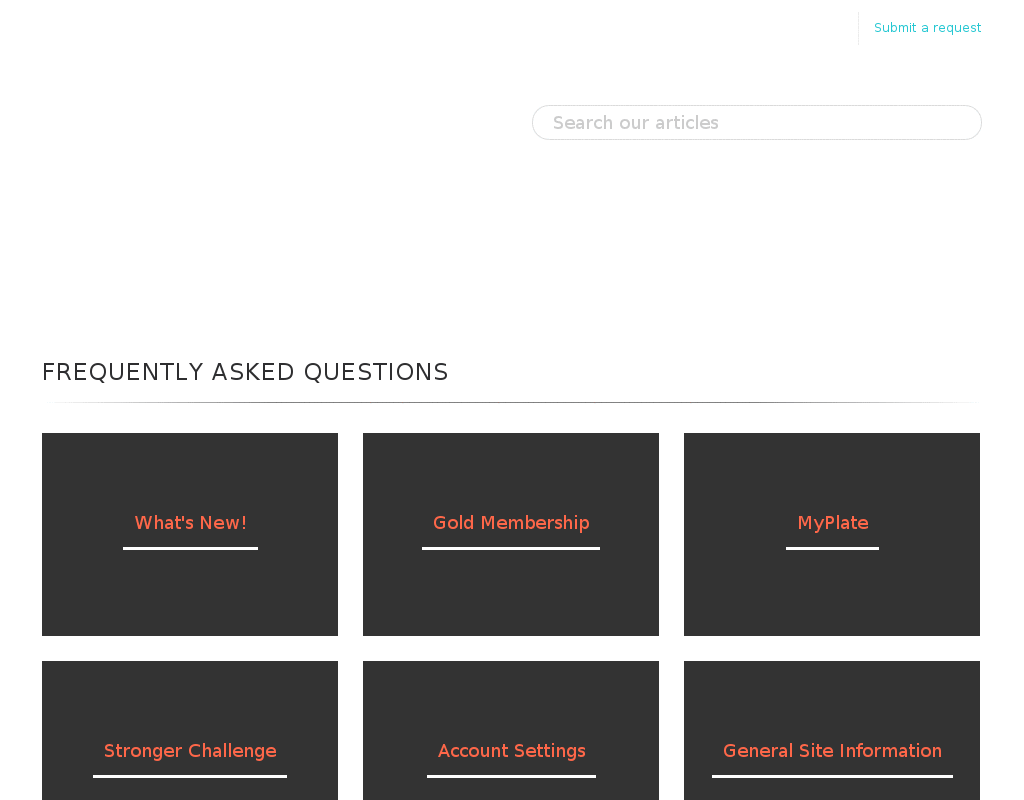 Submit a request
Search our articles
FREQUENTLY ASKED QUESTIONS
What's New!
Gold Membership
MyPlate
Stronger Challenge
Account Settings
General Site Information